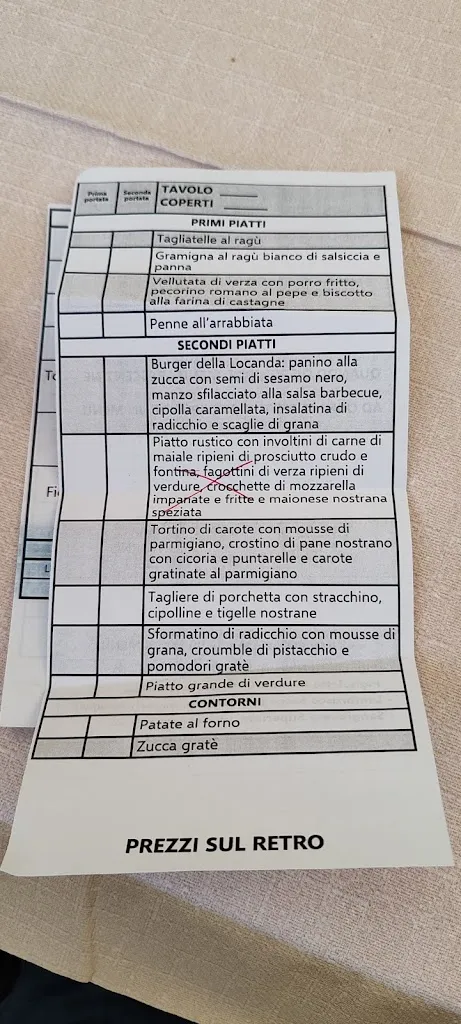 Prima portata
Seconda portata
TAVOLO ____
COPERTI ____
PRIMI PIATTI
Tagliatelle al ragù
Gramigna al ragù bianco di salsiccia e
panna
Vellutata di verza con porro fritto,
pecorino romano al pepe e biscotto
alla farina di castagne
Penne all'arrabbiata
SECONDI PIATTI
Burger della Locanda: panino alla
zucca con semi di sesamo nero,
manzo sfilacciato alla salsa barbecue,
cipolla caramellata, insalatina di
radicchio e scaglie di grana
Piatto rustico con involtini di carne di
maiale ripieni di prosciutto crudo e
fontina, fagottini di verza ripieni di
verdure, crocchette di mozzarella
impanate e fritte e maionese nostrana
speziata
Tortino di carote con mousse di
parmigiano, crostino di pane nostrano
con cicoria e puntarelle e carote
gratinate al parmigiano
Tagliere di porchetta con stracchino,
cipolline e tigelle nostrane
Sformatino di radicchio con mousse di
grana, croumble di pistacchio e
pomodori gratè
Piatto grande di verdure
CONTORNI
Patate al forno
Zucca gratè
PREZZI SUL RETRO